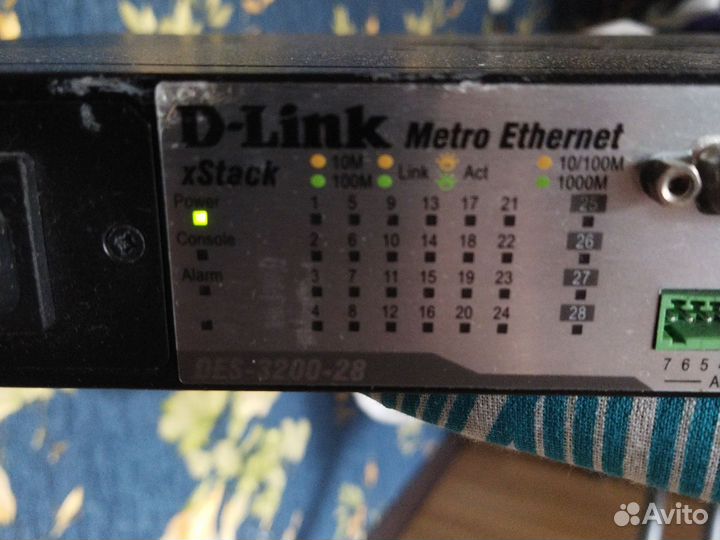 D-Link Metro Ethernet
xStack
10M
100M
Link
Act
10/100M
1000M
Power
Console
Alarm
1 5 9 13 17 21 25
2 6 10 14 18 22 26
3 7 11 15 19 23 27
4 8 12 16 20 24 28
DES-3200-28
7 6 5
A
Avito